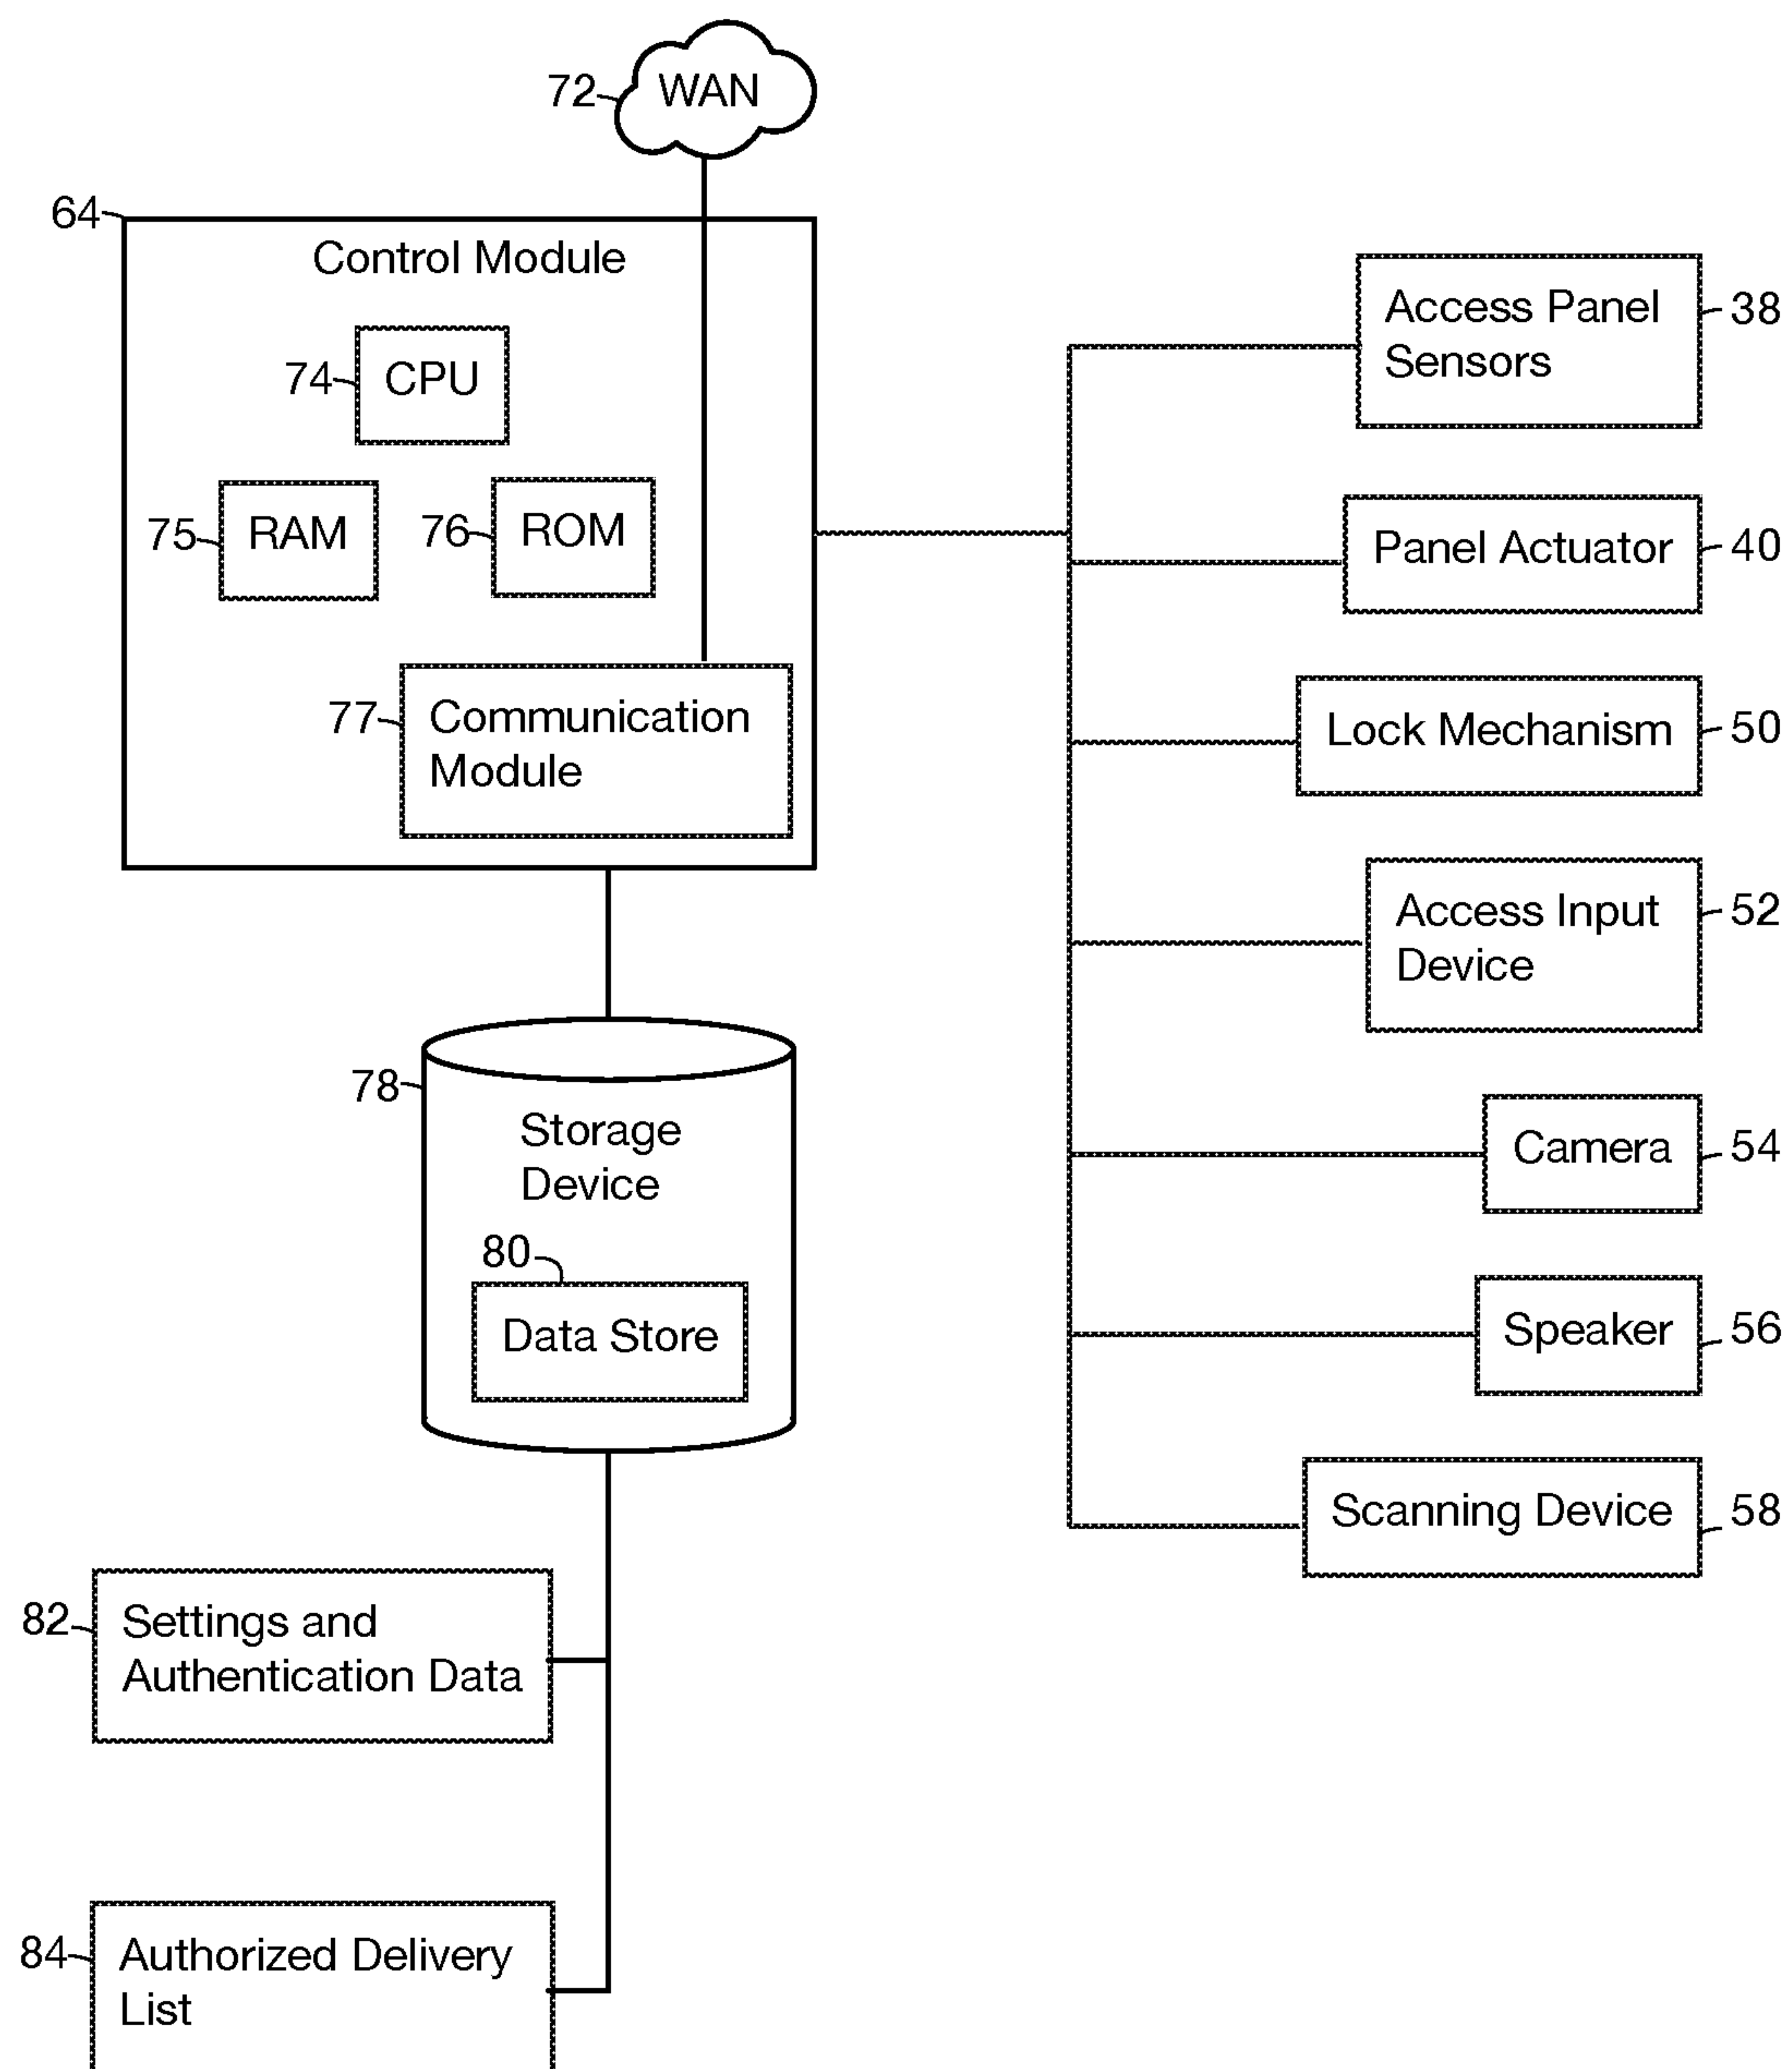 72 WAN
64
Control Module
74 CPU
75 RAM
76 ROM
77 Communication
Module
78
Storage
Device
80
Data Store
82 Settings and
Authentication Data
84 Authorized Delivery
List
Access Panel 38
Sensors
Panel Actuator 40
Lock Mechanism 50
Access Input 52
Device
Camera 54
Speaker 56
Scanning Device 58